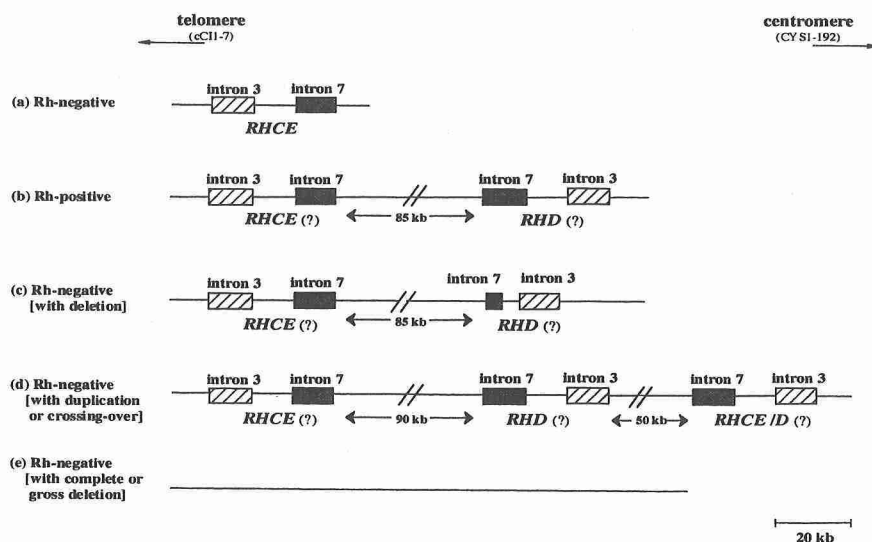 telomere
(cCI1-7)
centromere
(CYS1-192)
(a) Rh-negative
intron 3 intron 7
RHCE
(b) Rh-positive
intron 3 intron 7 intron 7 intron 3
RHCE (?) 85 kb RHD (?)
(c) Rh-negative
[with deletion]
intron 3 intron 7 intron 7 intron 3
RHCE (?) 85 kb RHD (?)
(d) Rh-negative
[with duplication
or crossing-over]
intron 3 intron 7 intron 7 intron 3 intron 7 intron 3
RHCE (?) 90 kb RHD (?) 50 kb RHCE/D (?)
(e) Rh-negative
[with complete or
gross deletion]
20 kb